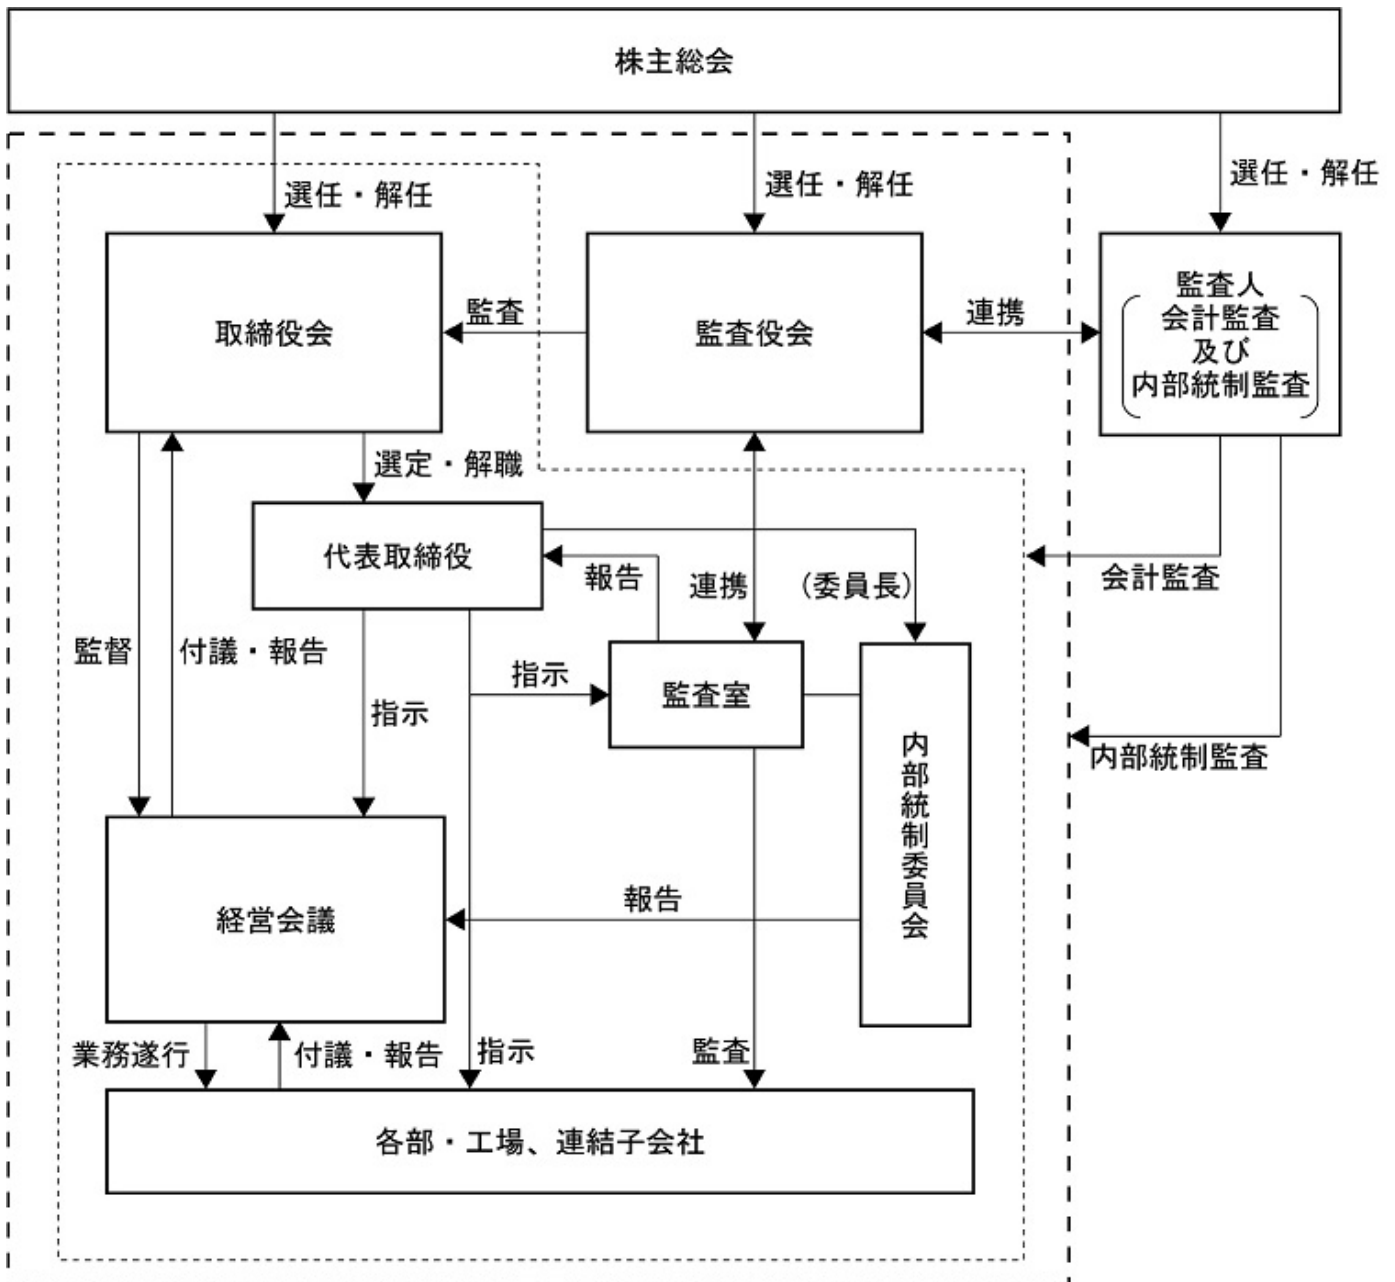 株主総会
選任・解任
選任・解任
選任・解任
取締役会
監査
監査役会
連携
監査人
会計監査
及び
内部統制監査
選定・解職
代表取締役
報告
連携
(委員長)
会計監査
監督
付議・報告
指示
指示
監査室
内部統制監査
内部統制委員会
経営会議
報告
業務遂行
付議・報告
指示
監査
各部・工場、連結子会社